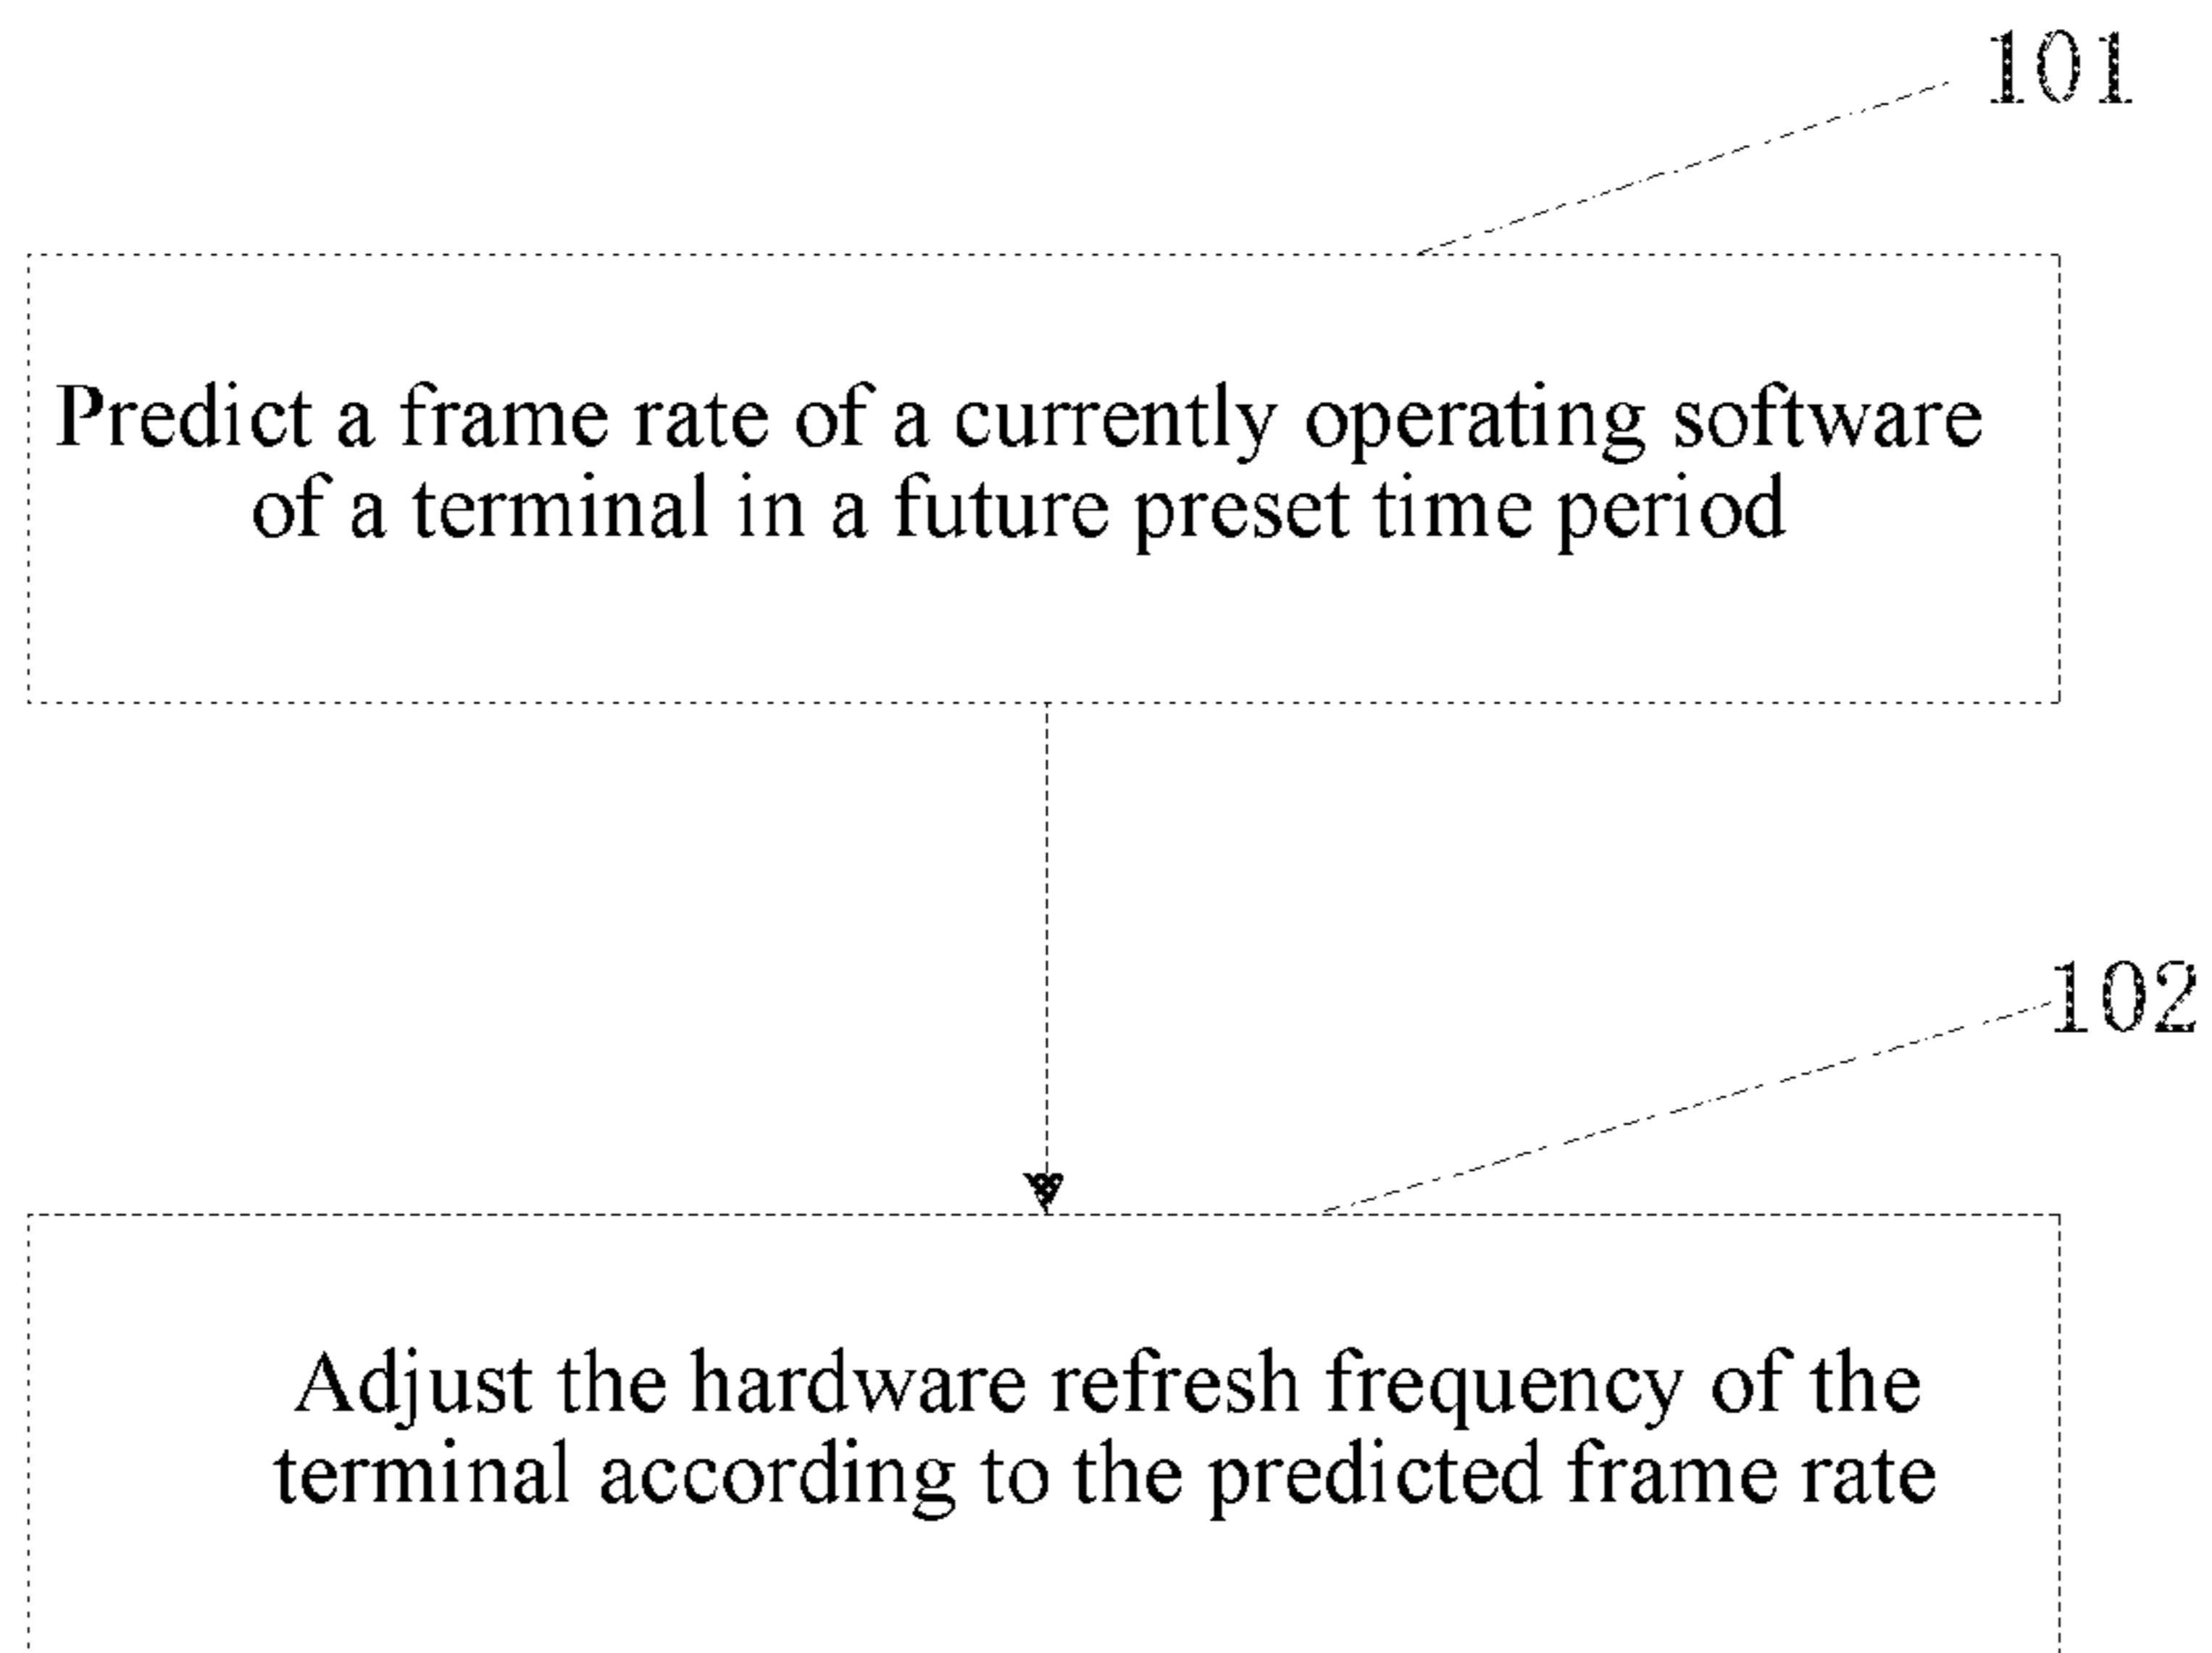 101
Predict a frame rate of a currently operating software
of a terminal in a future preset time period
102
Adjust the hardware refresh frequency of the
terminal according to the predicted frame rate